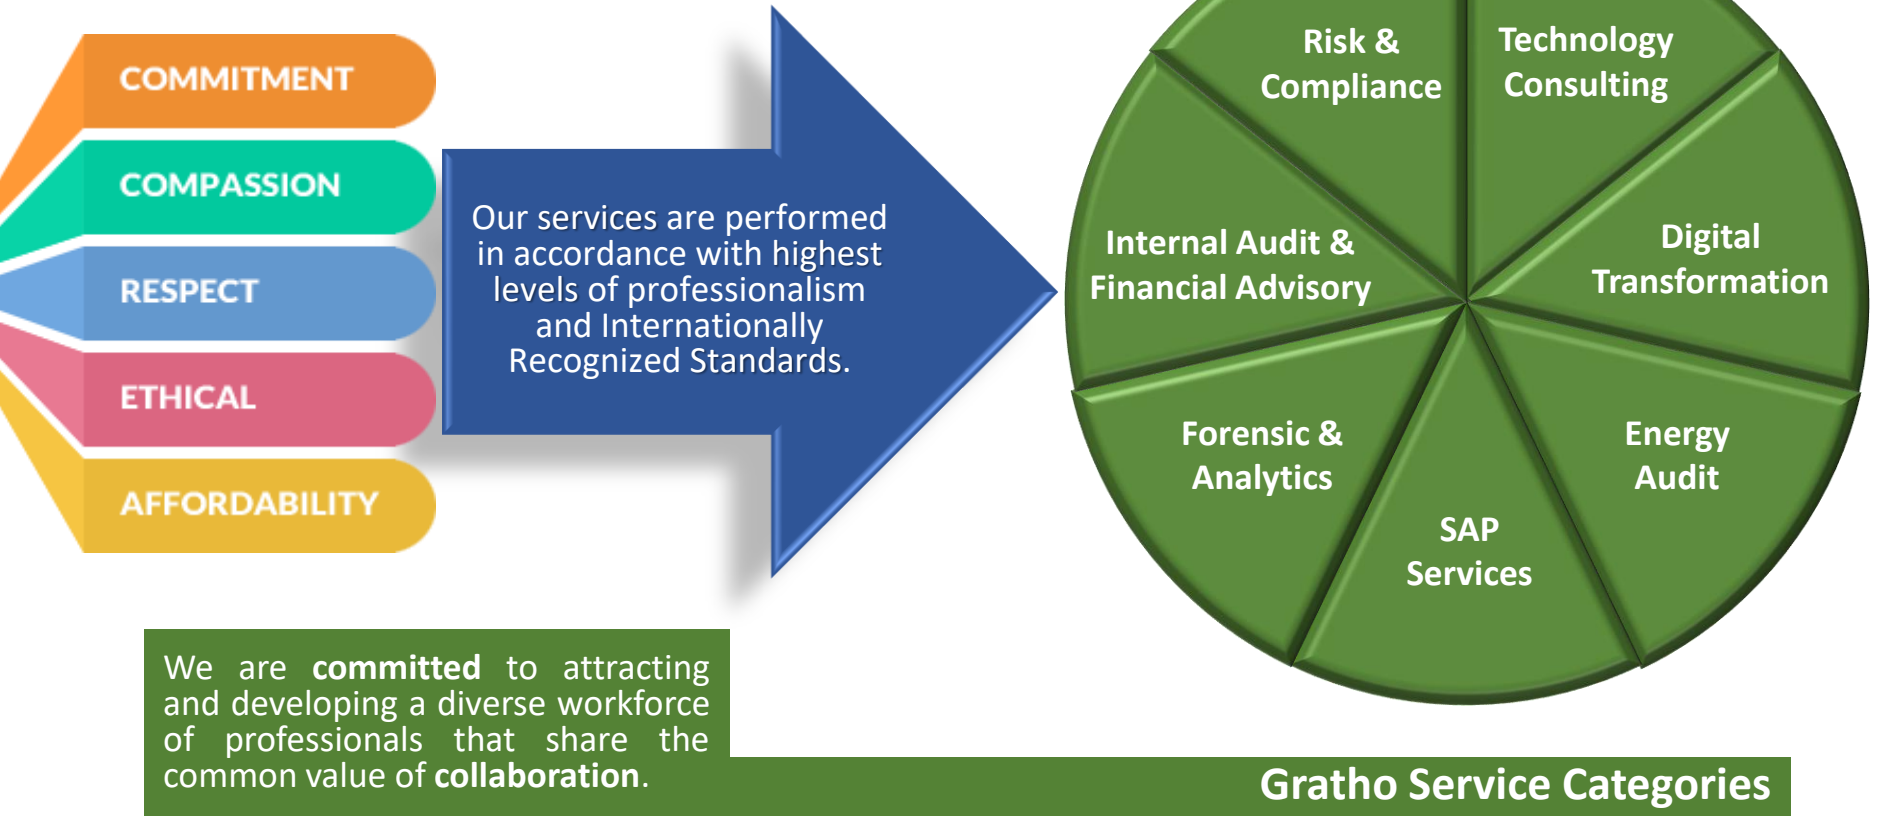 COMMITMENT
COMPASSION
RESPECT
ETHICAL
AFFORDABILITY
Our services are performed
in accordance with highest
levels of professionalism
and Internationally
Recognized Standards.
Risk &
Compliance
Technology
Consulting
Internal Audit &
Financial Advisory
Digital
Transformation
Forensic &
Analytics
Energy
Audit
SAP
Services
We are committed to attracting
and developing a diverse workforce
of professionals that share the
common value of collaboration.
Gratho Service Categories